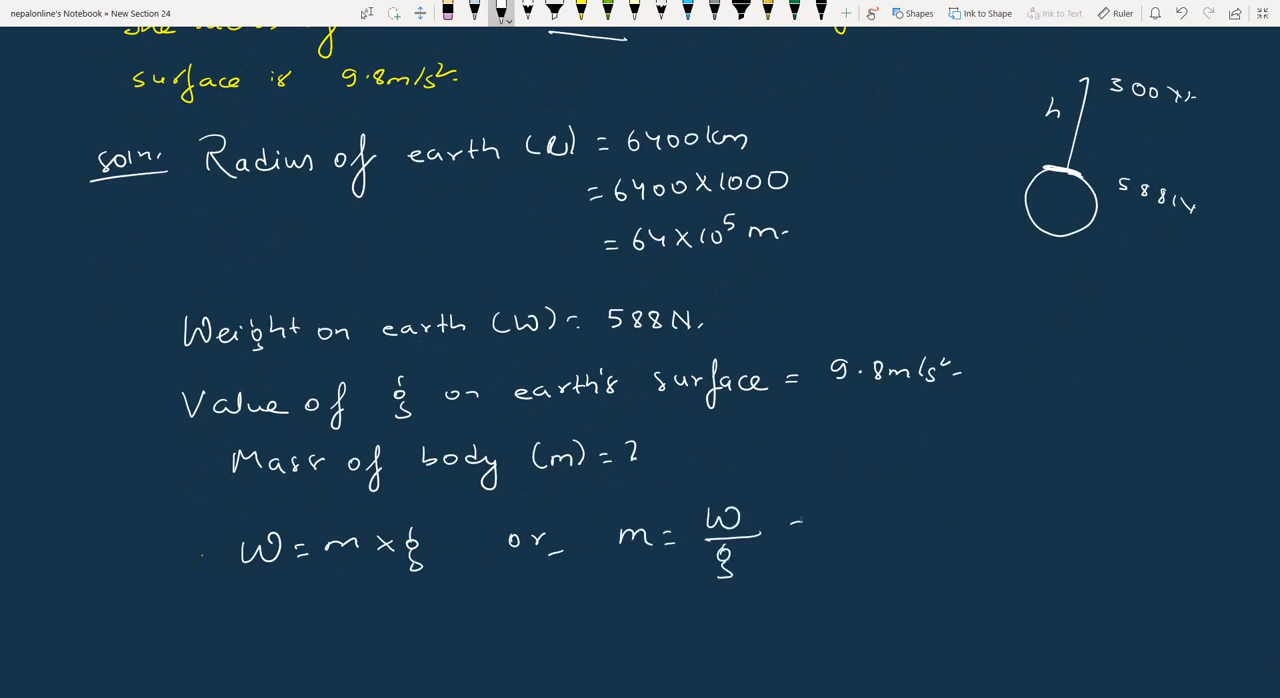 nepalonline's Notebook » New Section 24
Shapes Ink to Shape Ink to Text Ruler
surface is 9.8m/s².
soln. Radius of earth (R) = 6400km
= 6400 X 1000
= 64 X 10⁵ m.
h 300
588N
Weight on earth (W) = 588N.
Value of g on earth's surface = 9.8m/s²
Mass of body (m) = ?
W = m × g or, m = W/g =